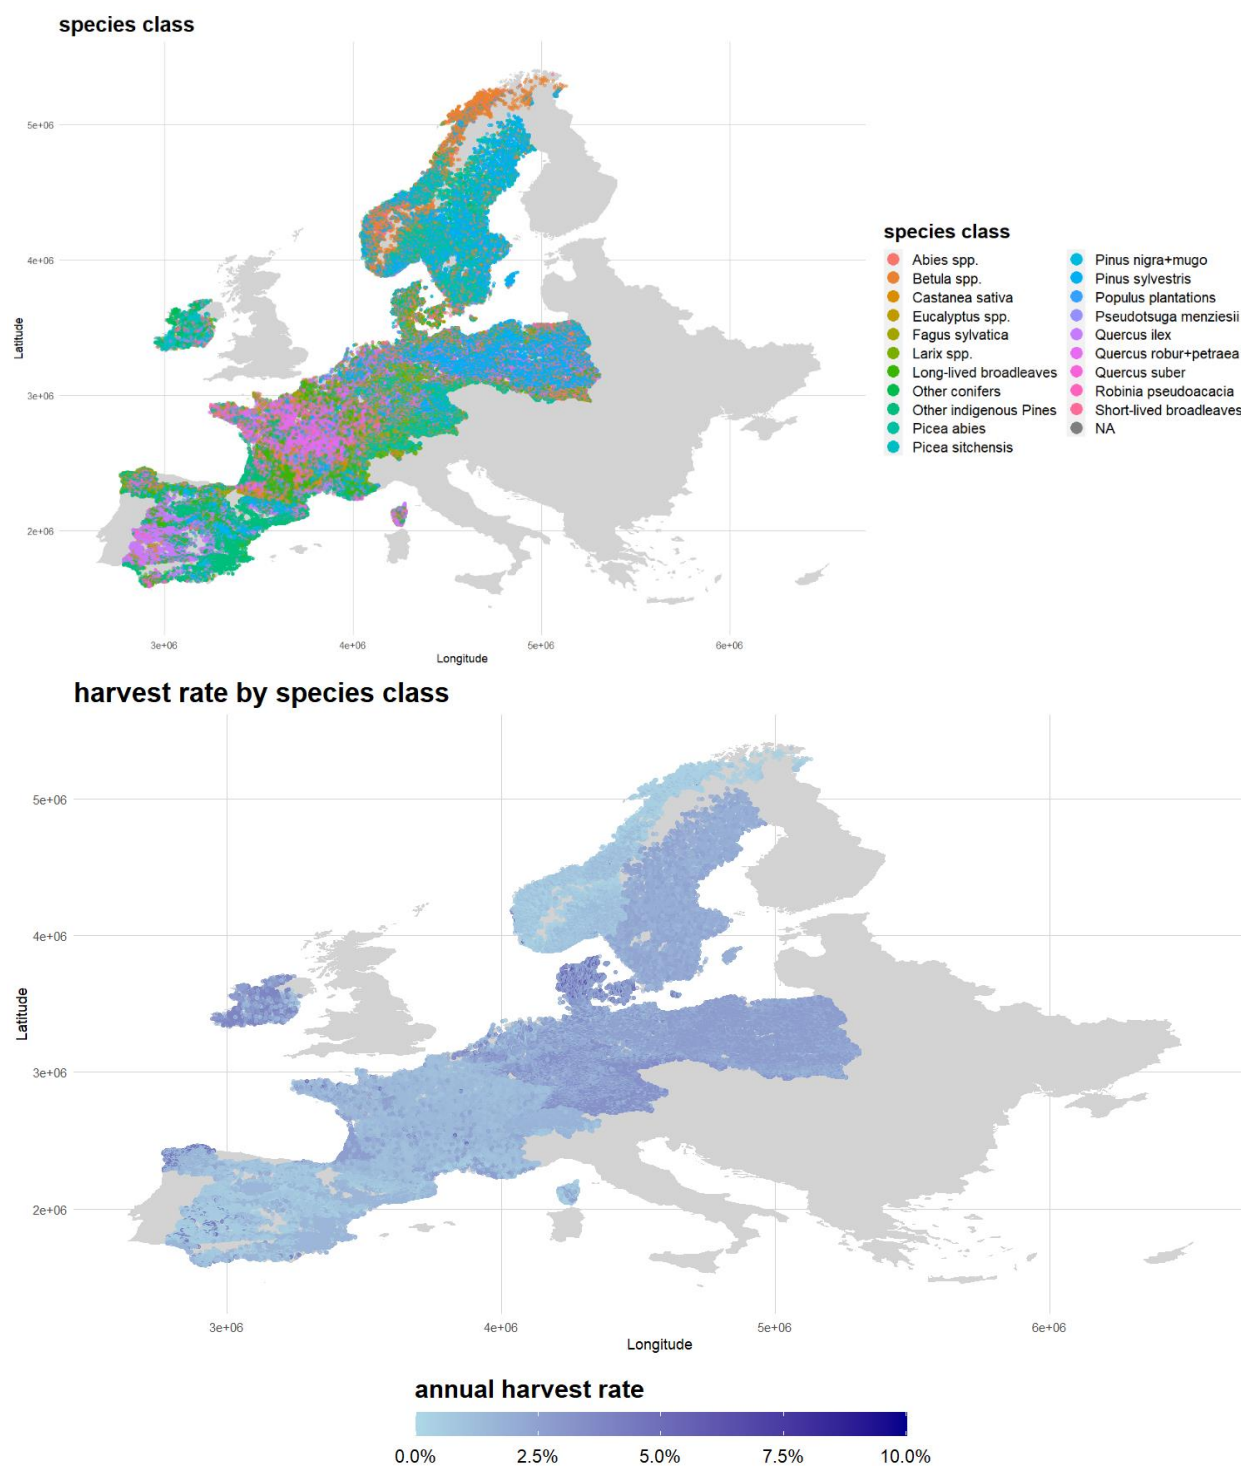 species class
5e+06
4e+06
3e+06
2e+06
Latitude
3e+06 4e+06 5e+06 6e+06
Longitude
species class
Abies spp.
Betula spp.
Castanea sativa
Eucalyptus spp.
Fagus sylvatica
Larix spp.
Long-lived broadleaves
Other conifers
Other indigenous Pines
Picea abies
Picea sitchensis
Pinus nigra+mugo
Pinus sylvestris
Populus plantations
Pseudotsuga menziesii
Quercus ilex
Quercus robur+petraea
Quercus suber
Robinia pseudoacacia
Short-lived broadleaves
NA
harvest rate by species class
5e+06
4e+06
3e+06
2e+06
Latitude
3e+06 4e+06 5e+06 6e+06
Longitude
annual harvest rate
0.0% 2.5% 5.0% 7.5% 10.0%